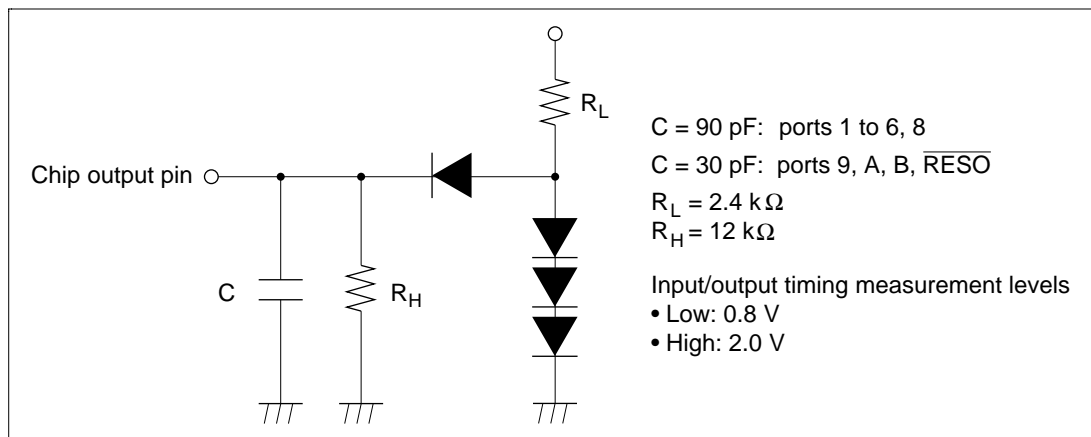 R_L
Chip output pin
C
R_H
C = 90 pF: ports 1 to 6, 8
C = 30 pF: ports 9, A, B, R̅E̅S̅O̅
R_L = 2.4 kΩ
R_H = 12 kΩ
Input/output timing measurement levels
• Low: 0.8 V
• High: 2.0 V